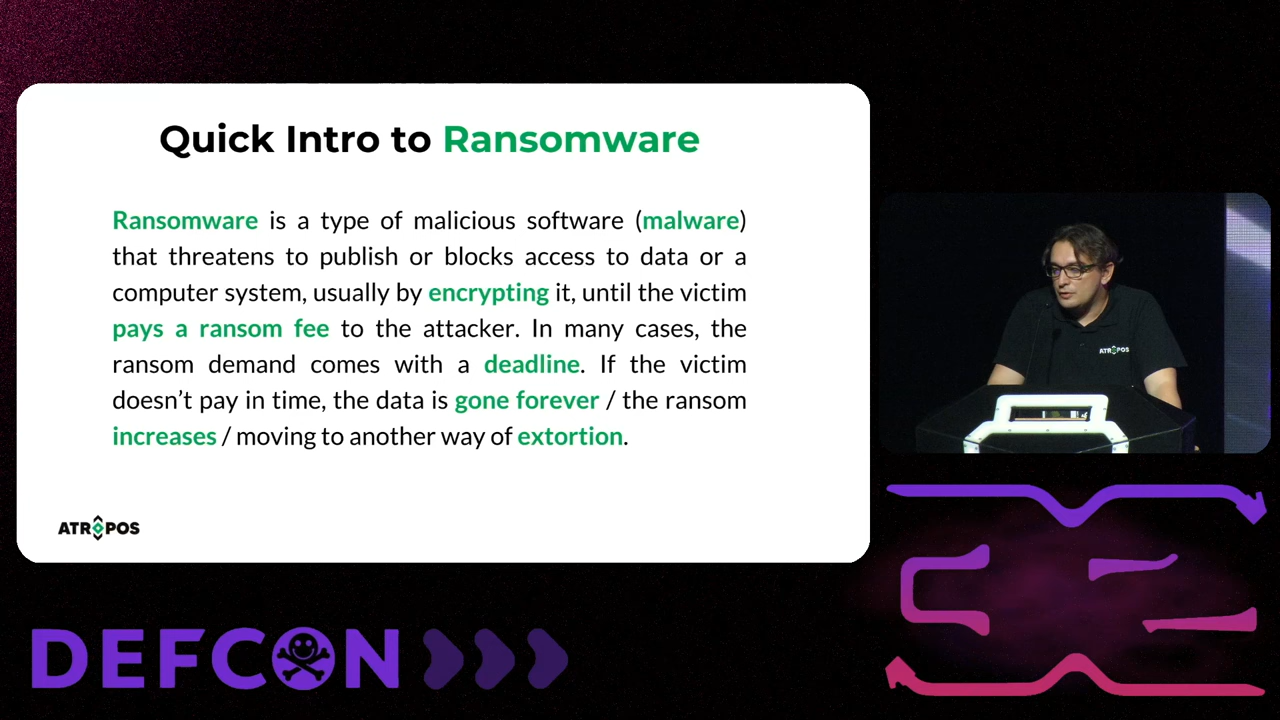 Quick Intro to Ransomware
Ransomware is a type of malicious software (malware)
that threatens to publish or blocks access to data or a
computer system, usually by encrypting it, until the victim
pays a ransom fee to the attacker. In many cases, the
ransom demand comes with a deadline. If the victim
doesn’t pay in time, the data is gone forever / the ransom
increases / moving to another way of extortion.
ATROPOS
ATROPOS
DEFCON